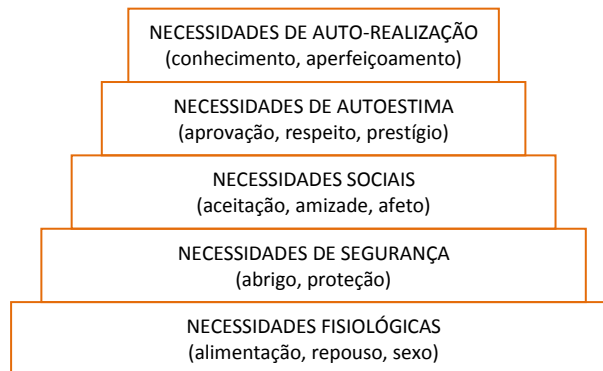 NECESSIDADES DE AUTO-REALIZAÇÃO
(conhecimento, aperfeiçoamento)
NECESSIDADES DE AUTOESTIMA
(aprovação, respeito, prestígio)
NECESSIDADES SOCIAIS
(aceitação, amizade, afeto)
NECESSIDADES DE SEGURANÇA
(abrigo, proteção)
NECESSIDADES FISIOLÓGICAS
(alimentação, repouso, sexo)